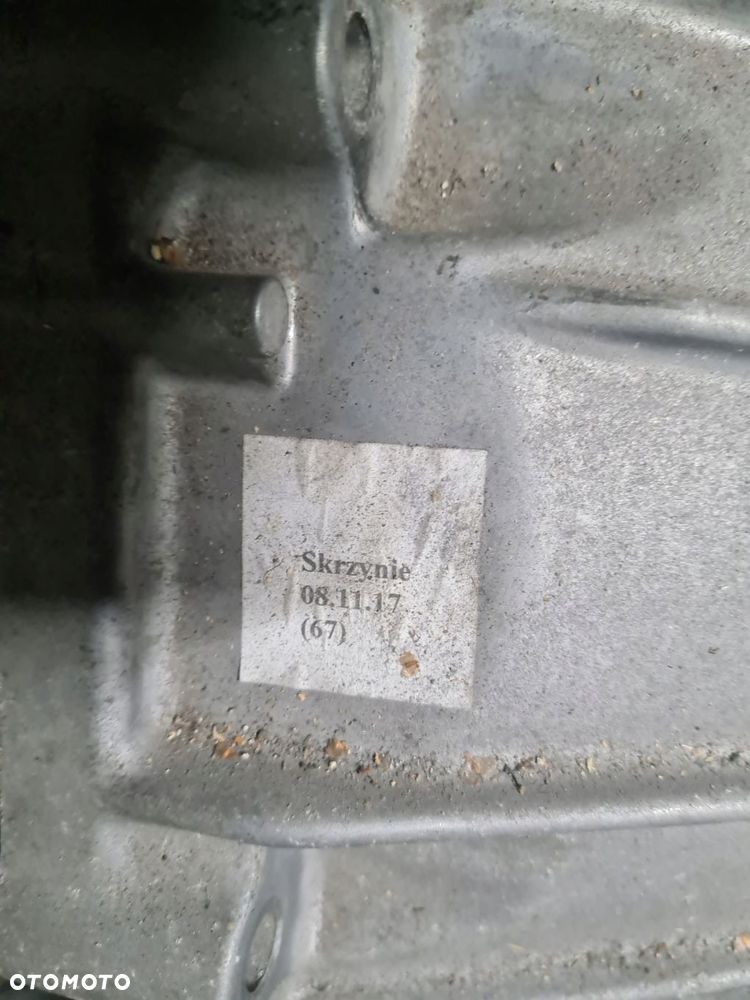 Skrzynie
08.11.17
(67)
OTOMOTO